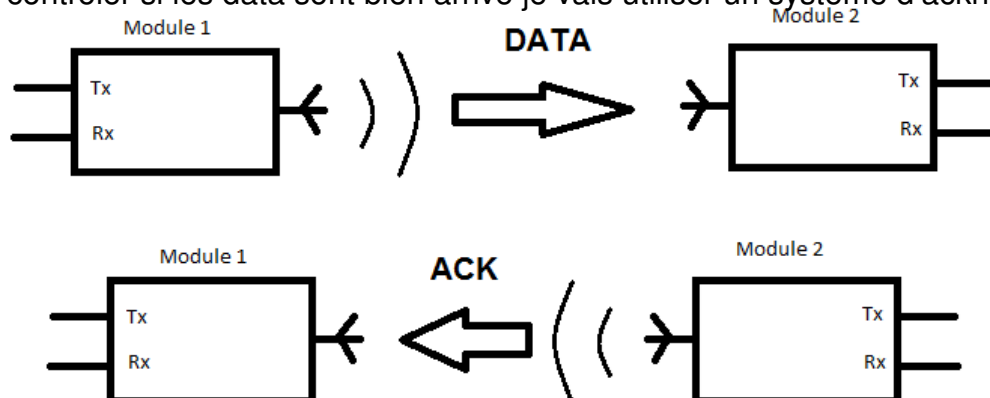 contrôler si les data sont bien arrivé je vais utiliser un système d'ackn
Module 1
Module 2
DATA
Tx
Rx
Tx
Rx
Module 1
Module 2
ACK
Tx
Rx
Tx
Rx